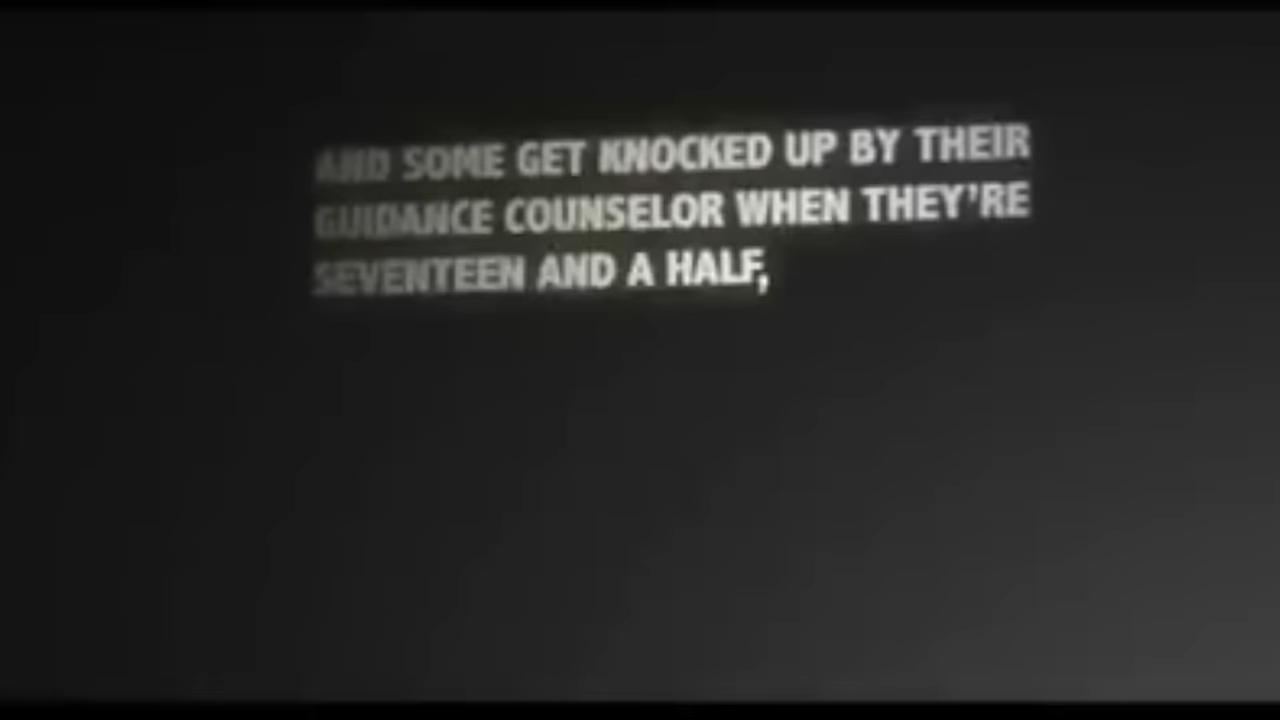 AND SOME GET KNOCKED UP BY THEIR
GUIDANCE COUNSELOR WHEN THEY'RE
SEVENTEEN AND A HALF,